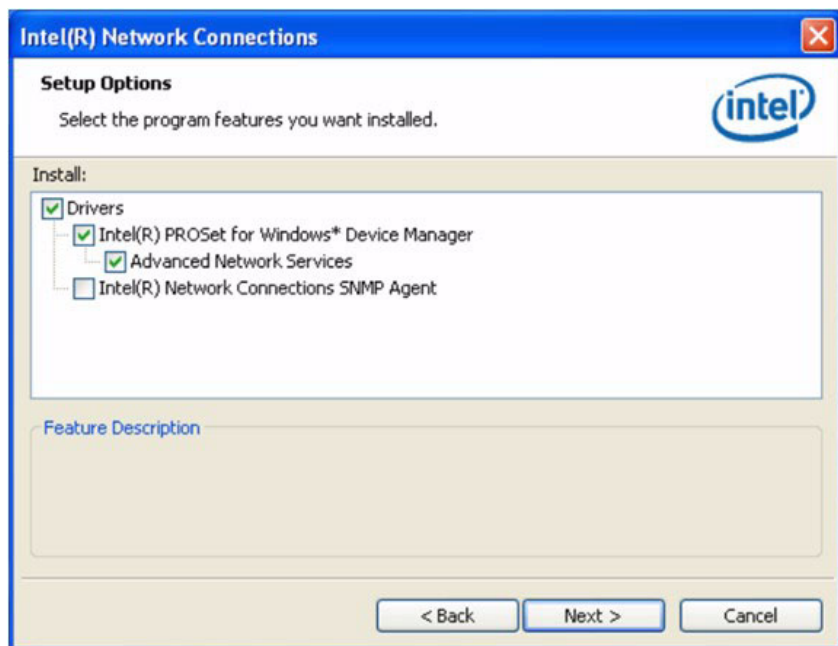 Intel(R) Network Connections
Setup Options
Select the program features you want installed.
intel
Install:
Drivers
Intel(R) PROSet for Windows* Device Manager
Advanced Network Services
Intel(R) Network Connections SNMP Agent
Feature Description
< Back Next > Cancel